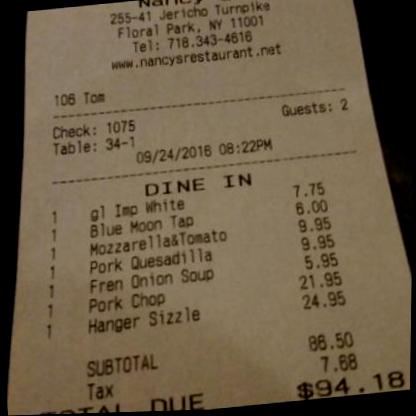 Nancy's
255-41 Jericho Turnpike
Floral Park, NY 11001
Tel: 718.343-4616
www.nancysrestaurant.net
106 Tom
Check: 1075 Guests: 2
Table: 34-1
09/24/2016 08:22PM
DINE IN
1 gl Imp White 7.75
1 Blue Moon Tap 6.00
1 Mozzarella&Tomato 9.95
1 Pork Quesadilla 9.95
1 Fren Onion Soup 5.95
1 Pork Chop 21.95
1 Hanger Sizzle 24.95
SUBTOTAL 86.50
Tax 7.68
TOTAL DUE $94.18